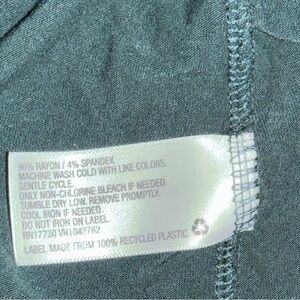 96% RAYON / 4% SPANDEX
MACHINE WASH COLD WITH LIKE COLORS.
GENTLE CYCLE.
ONLY NON-CHLORINE BLEACH IF NEEDED.
TUMBLE DRY LOW. REMOVE PROMPTLY.
COOL IRON IF NEEDED.
DO NOT IRON ON LABEL.
RN17730 VN1042782
LABEL MADE FROM 100% RECYCLED PLASTIC